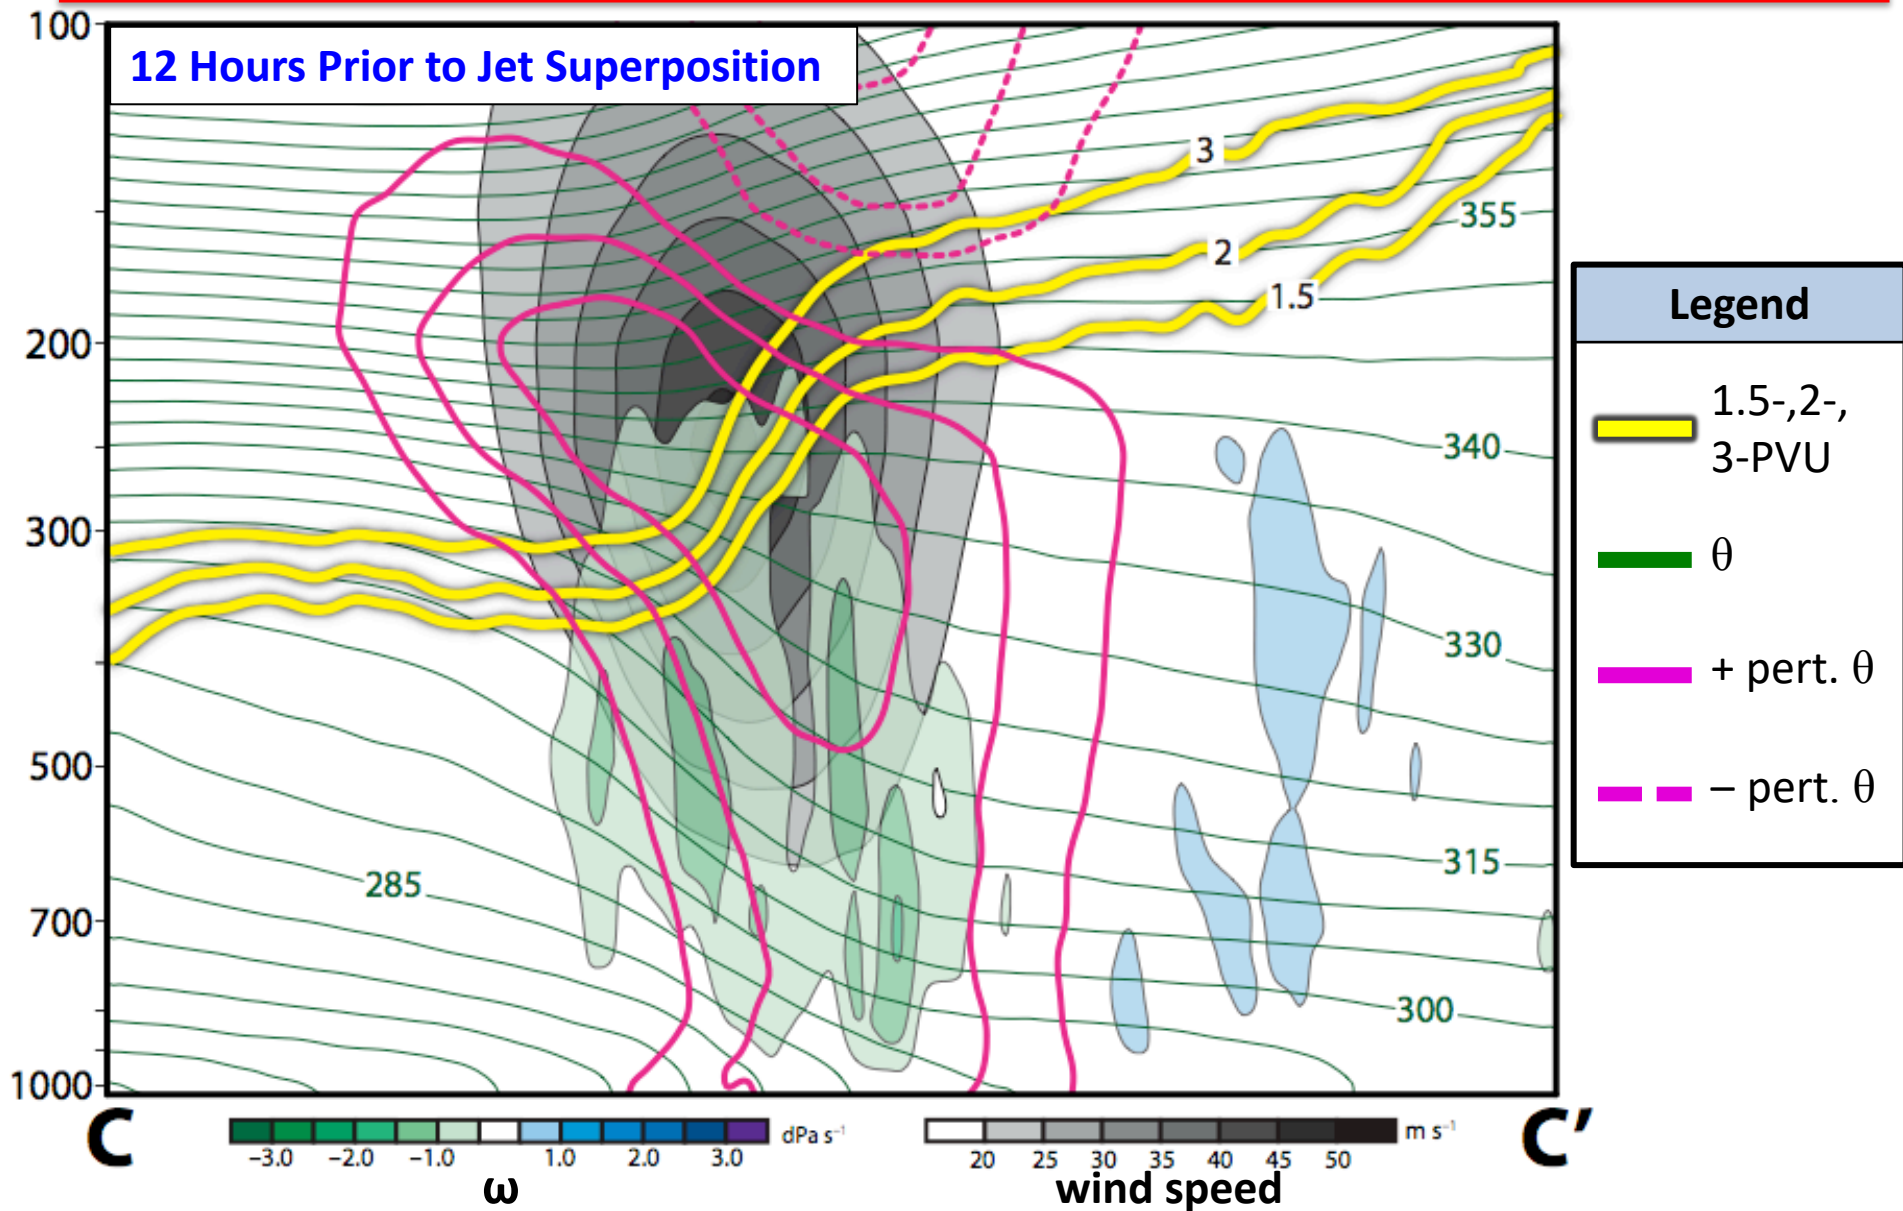 100
12 Hours Prior to Jet Superposition
3
355
2
1.5
200
340
300
330
500
315
285
700
300
1000
Legend
1.5-,2-,
3-PVU
θ
+ pert. θ
– pert. θ
C
C′
dPa s⁻¹
−3.0 −2.0 −1.0 1.0 2.0 3.0
ω
m s⁻¹
20 25 30 35 40 45 50
wind speed